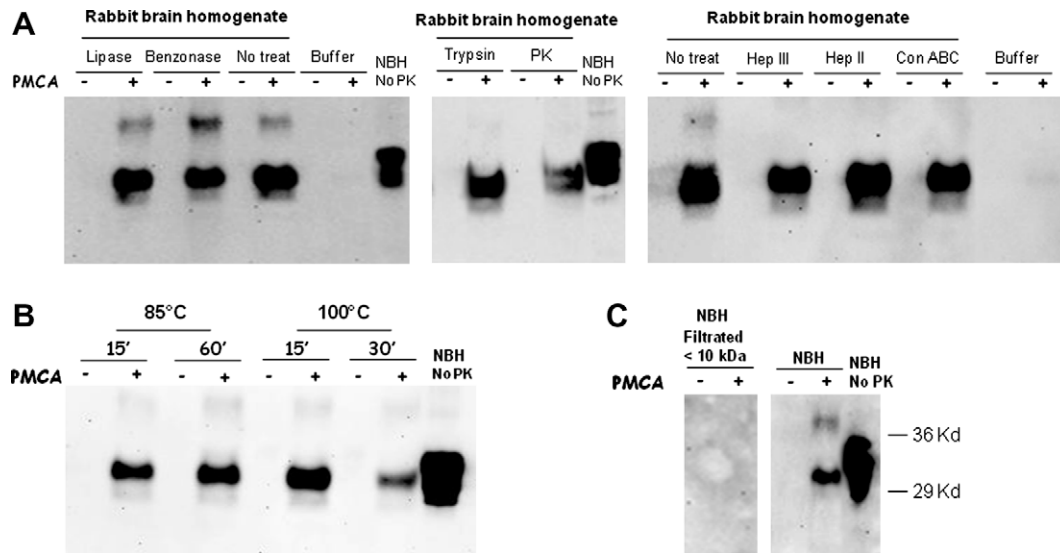 A
Rabbit brain homogenate
Lipase Benzonase No treat Buffer NBH
PMCA - + - + - + - + No PK
Rabbit brain homogenate
Trypsin PK NBH
- + - + No PK
Rabbit brain homogenate
No treat Hep III Hep II Con ABC Buffer
- + - + - + - + - +
B
85°C 100°C
15' 60' 15' 30' NBH
PMCA - + - + - + - + No PK
C
NBH
Filtrated
< 10 kDa NBH NBH
PMCA - + - + No PK
36 Kd
29 Kd